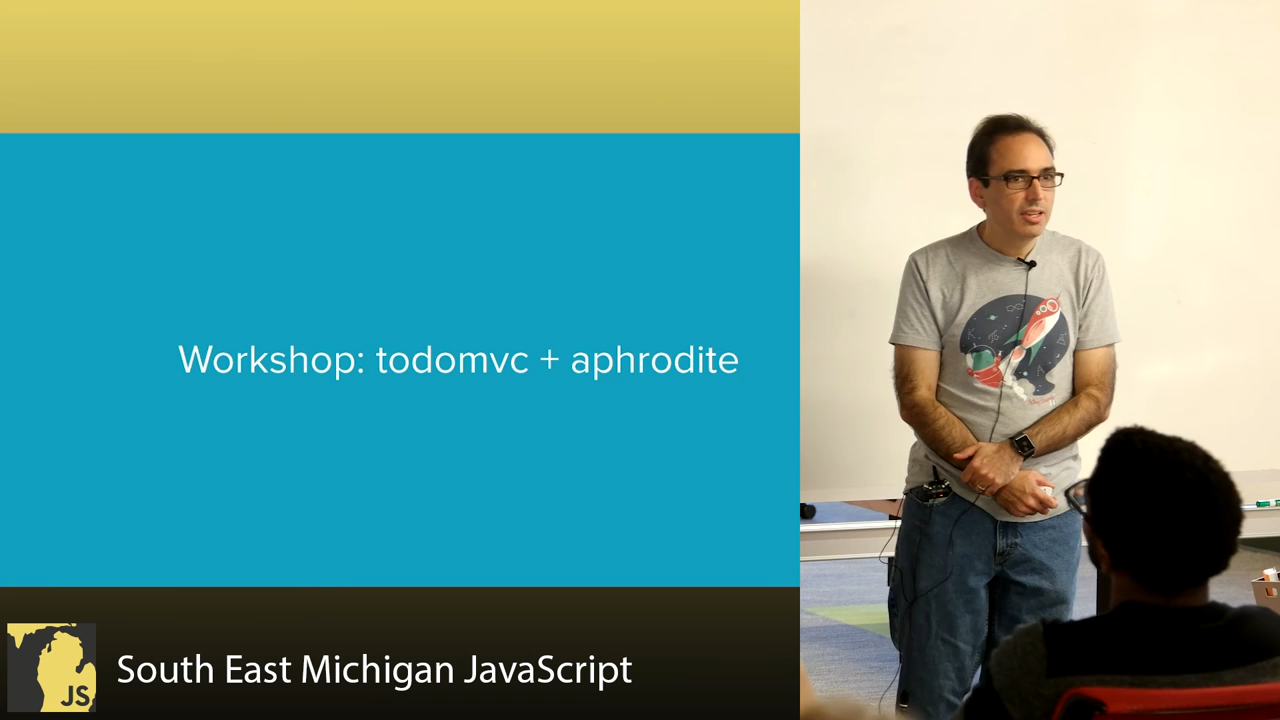 Workshop: todomvc + aphrodite
JS
South East Michigan JavaScript